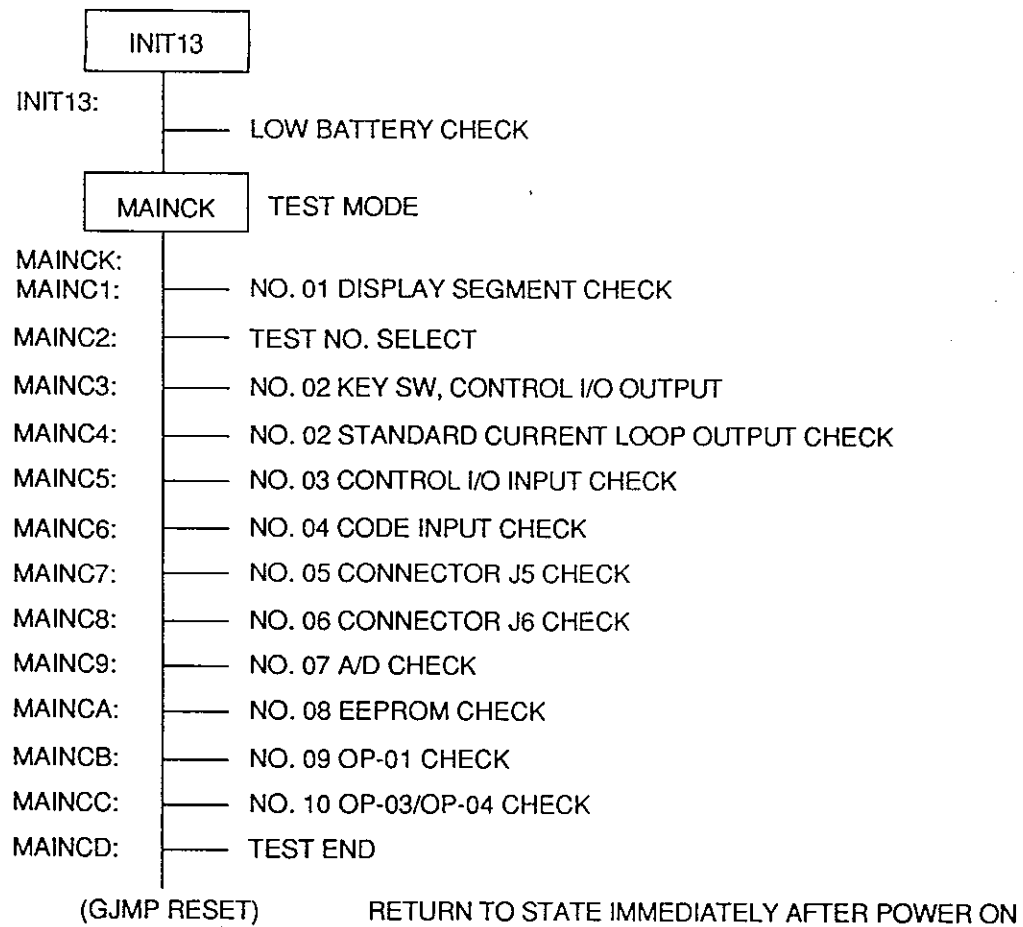 INIT13
INIT13:
LOW BATTERY CHECK
MAINCK TEST MODE
MAINCK:
MAINC1: NO. 01 DISPLAY SEGMENT CHECK
MAINC2: TEST NO. SELECT
MAINC3: NO. 02 KEY SW, CONTROL I/O OUTPUT
MAINC4: NO. 02 STANDARD CURRENT LOOP OUTPUT CHECK
MAINC5: NO. 03 CONTROL I/O INPUT CHECK
MAINC6: NO. 04 CODE INPUT CHECK
MAINC7: NO. 05 CONNECTOR J5 CHECK
MAINC8: NO. 06 CONNECTOR J6 CHECK
MAINC9: NO. 07 A/D CHECK
MAINCA: NO. 08 EEPROM CHECK
MAINCB: NO. 09 OP-01 CHECK
MAINCC: NO. 10 OP-03/OP-04 CHECK
MAINCD: TEST END
(GJMP RESET) RETURN TO STATE IMMEDIATELY AFTER POWER ON